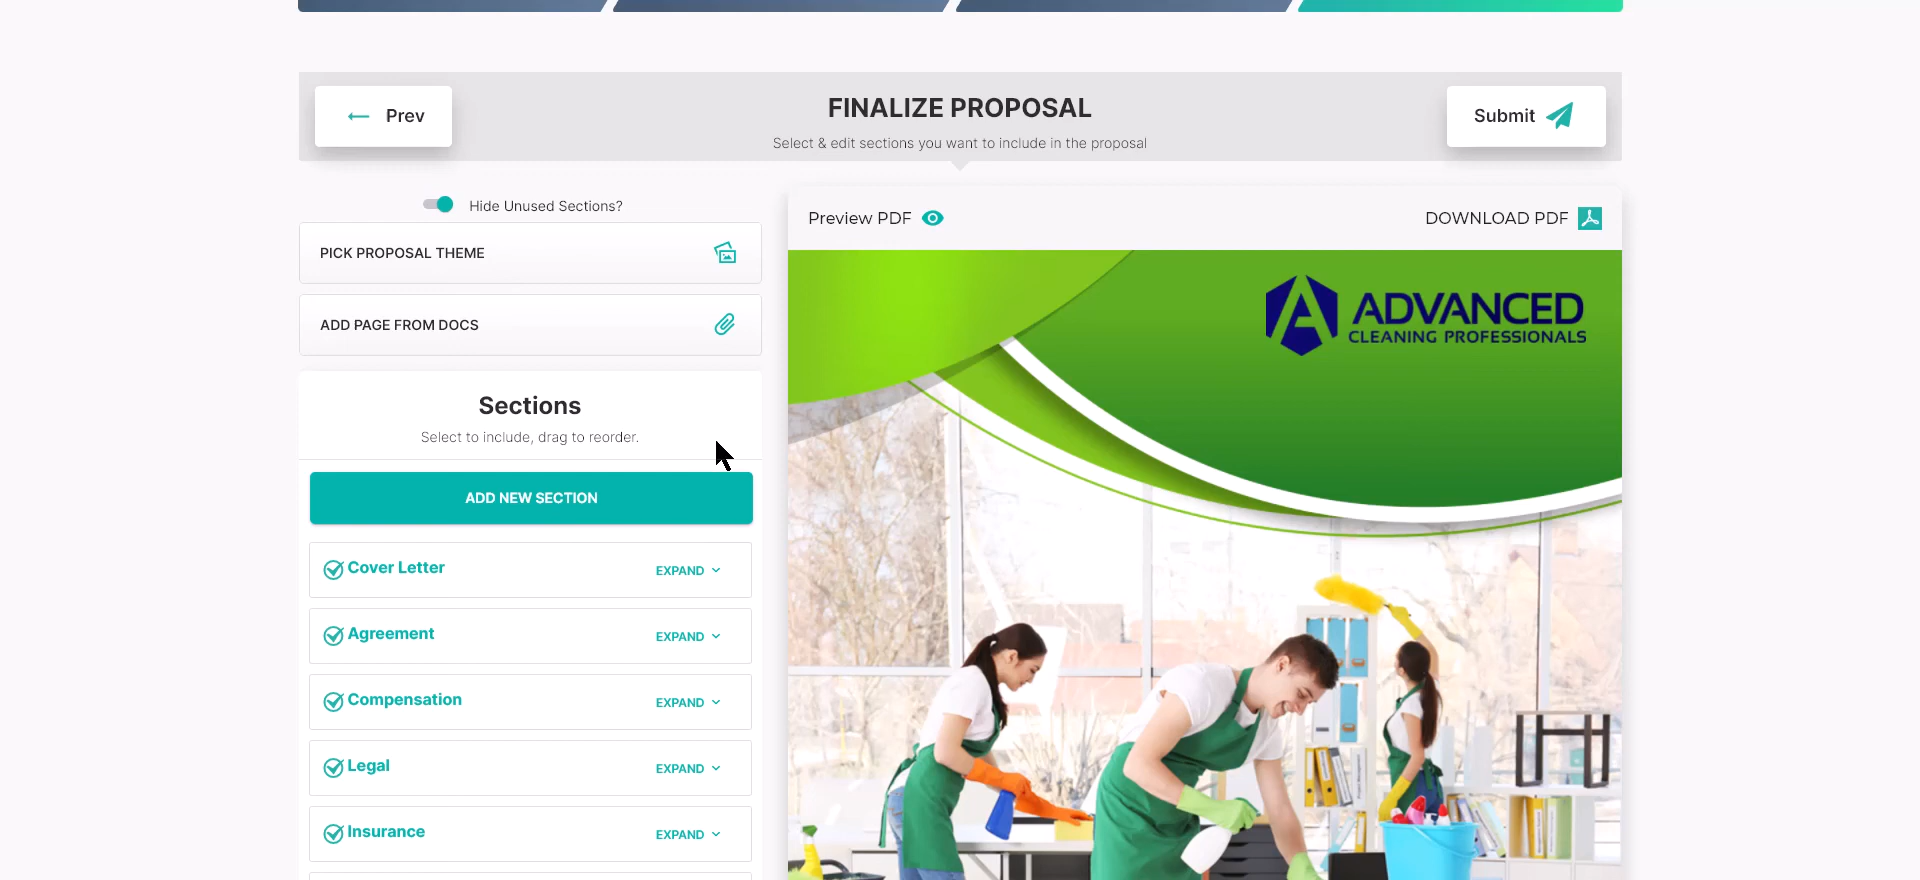 Prev
FINALIZE PROPOSAL
Select & edit sections you want to include in the proposal
Submit
Hide Unused Sections?
PICK PROPOSAL THEME
ADD PAGE FROM DOCS
Sections
Select to include, drag to reorder.
ADD NEW SECTION
Cover Letter EXPAND
Agreement EXPAND
Compensation EXPAND
Legal EXPAND
Insurance EXPAND
Preview PDF
DOWNLOAD PDF
ADVANCED
CLEANING PROFESSIONALS